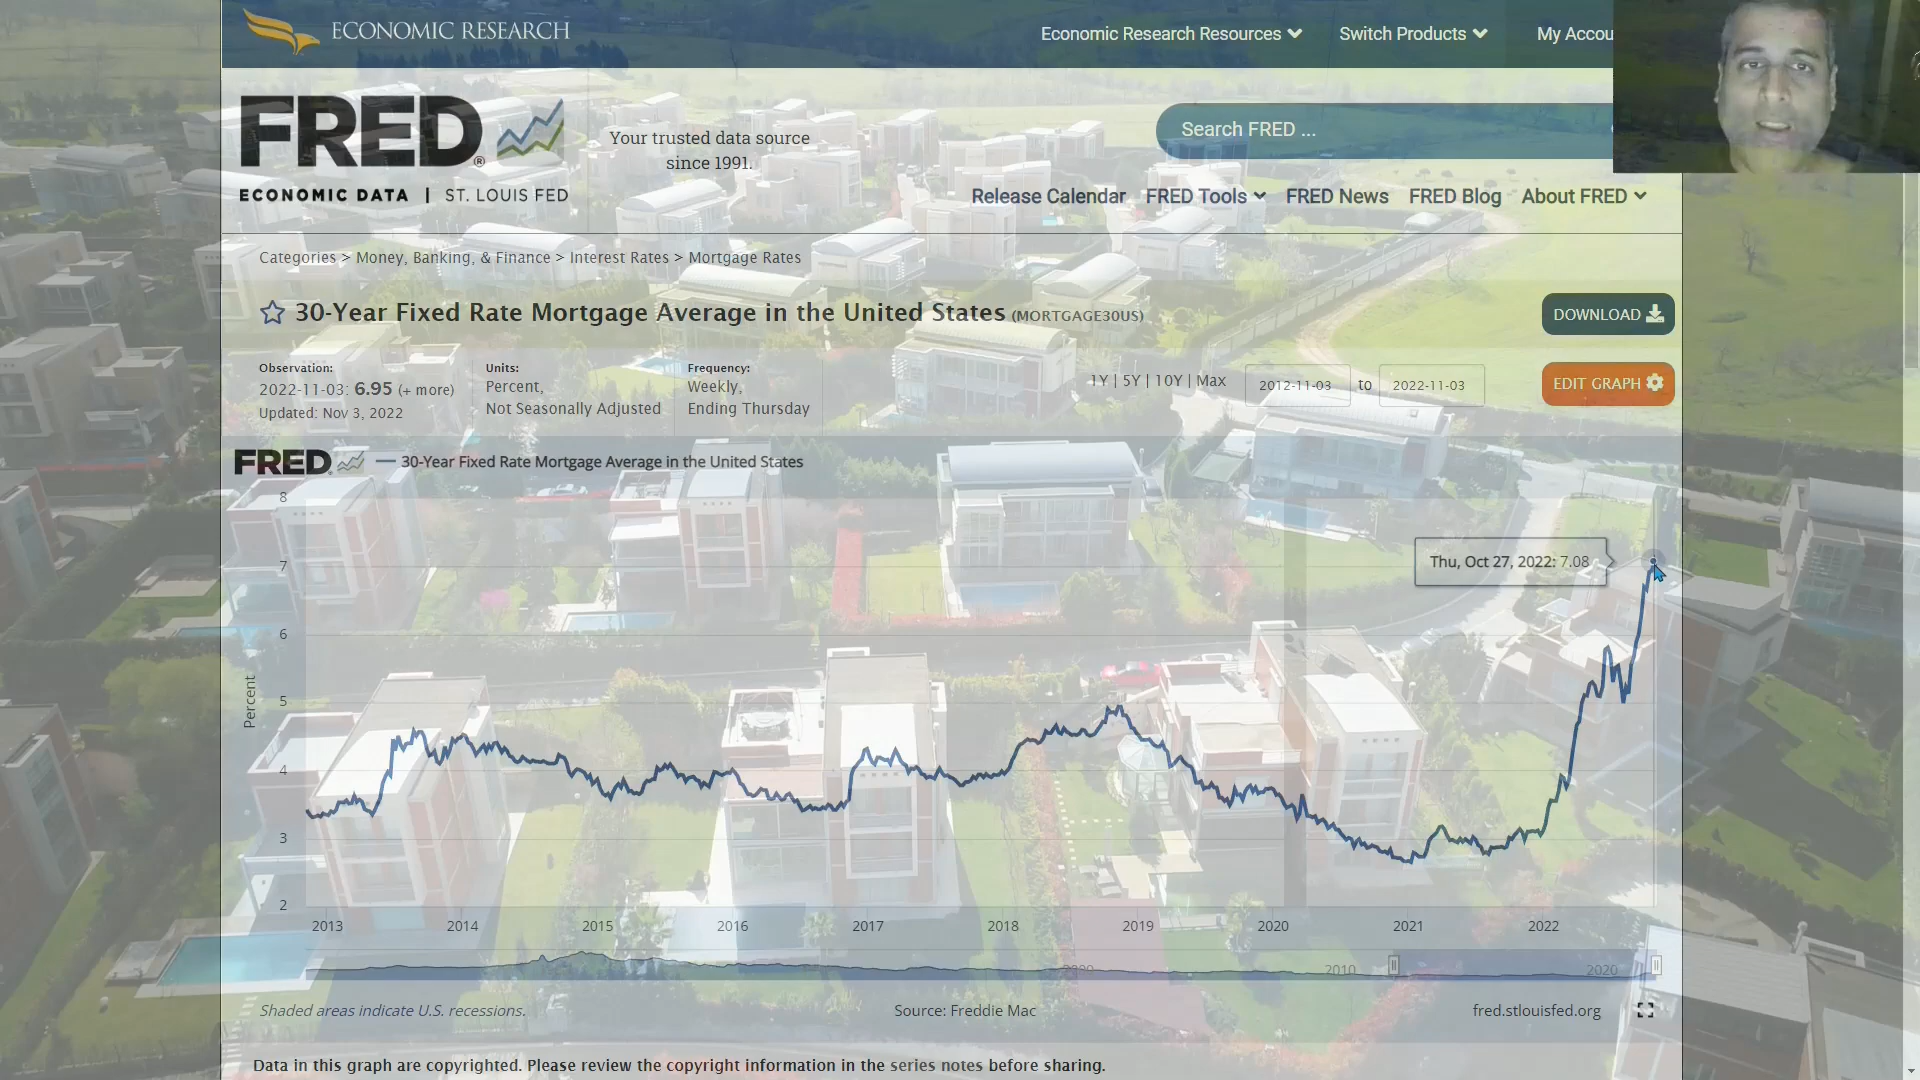 ECONOMIC RESEARCH
Economic Research Resources
Switch Products
My Accou
FRED®
ECONOMIC DATA | ST. LOUIS FED
Your trusted data source
since 1991.
Search FRED ...
Release Calendar FRED Tools FRED News FRED Blog About FRED
Categories > Money, Banking, & Finance > Interest Rates > Mortgage Rates
30-Year Fixed Rate Mortgage Average in the United States (MORTGAGE30US)
DOWNLOAD
Observation:
2022-11-03: 6.95 (+ more)
Updated: Nov 3, 2022
Units:
Percent,
Not Seasonally Adjusted
Frequency:
Weekly,
Ending Thursday
1Y | 5Y | 10Y | Max
2012-11-03 to 2022-11-03
EDIT GRAPH
FRED
30-Year Fixed Rate Mortgage Average in the United States
8
7
6
5
4
3
2
Percent
Thu, Oct 27, 2022: 7.08
2013 2014 2015 2016 2017 2018 2019 2020 2021 2022
2000 2010 2020
Shaded areas indicate U.S. recessions.
Source: Freddie Mac
fred.stlouisfed.org
Data in this graph are copyrighted. Please review the copyright information in the series notes before sharing.